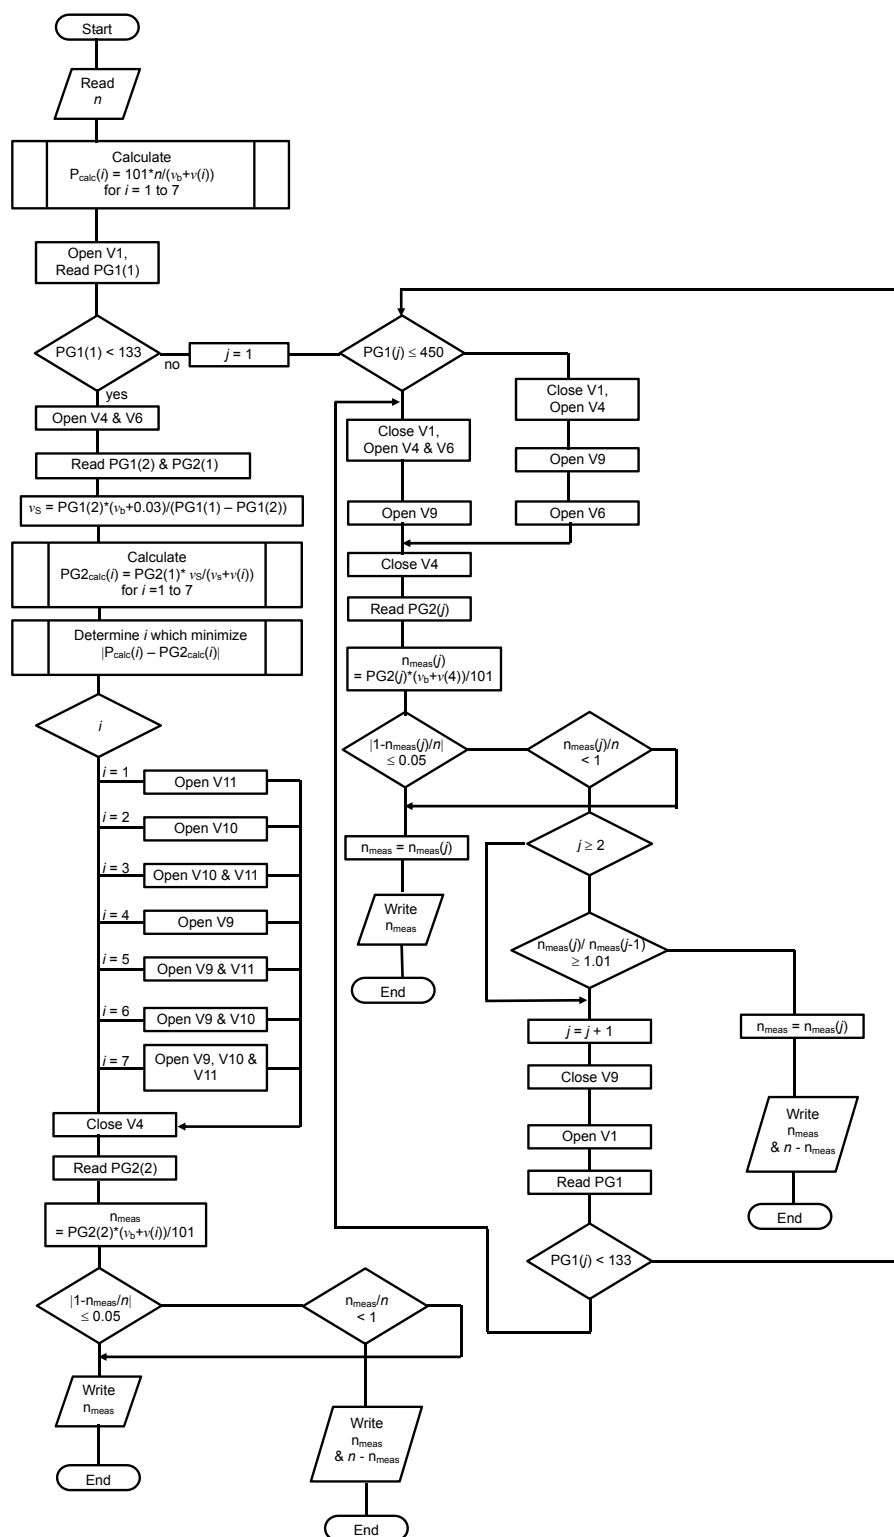 Start
Read
n
Calculate
Pcalc(i) = 101*n/(vb+v(i))
for i = 1 to 7
Open V1,
Read PG1(1)
PG1(1) < 133
no
yes
j = 1
Open V4 & V6
Read PG1(2) & PG2(1)
vS = PG1(2)*(vb+0.03)/(PG1(1) – PG1(2))
Calculate
PG2calc(i) = PG2(1)* vS/(vs+v(i))
for i =1 to 7
Determine i which minimize
|Pcalc(i) – PG2calc(i)|
i
i = 1
Open V11
i = 2
Open V10
i = 3
Open V10 & V11
i = 4
Open V9
i = 5
Open V9 & V11
i = 6
Open V9 & V10
i = 7
Open V9, V10 &
V11
Close V4
Read PG2(2)
nmeas
= PG2(2)*(vb+v(i))/101
|1-nmeas/n|
≤ 0.05
nmeas/n
< 1
Write
nmeas
End
Write
nmeas
& n - nmeas
End
PG1(j) ≤ 450
Close V1,
Open V4
Open V9
Open V6
Close V1,
Open V4 & V6
Open V9
Close V4
Read PG2(j)
nmeas(j)
= PG2(j)*(vb+v(4))/101
|1-nmeas(j)/n|
≤ 0.05
nmeas(j)/n
< 1
nmeas = nmeas(j)
Write
nmeas
End
j ≥ 2
nmeas(j)/ nmeas(j-1)
≥ 1.01
j = j + 1
Close V9
Open V1
Read PG1
PG1(j) < 133
nmeas = nmeas(j)
Write
nmeas
& n - nmeas
End